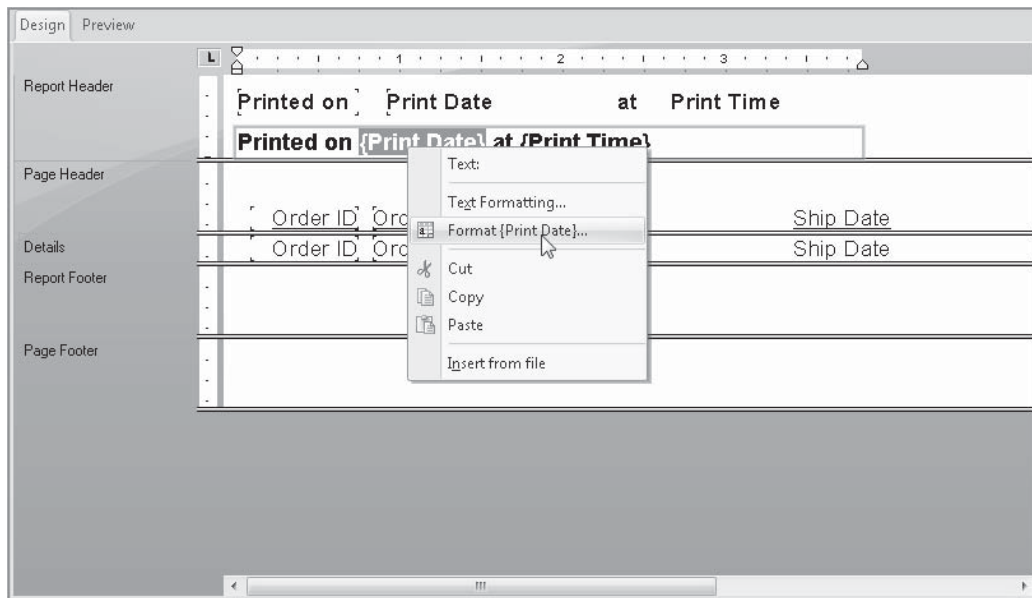 Design Preview
L 1 2 3
Report Header
Printed on Print Date at Print Time
Printed on {Print Date} at {Print Time}
Text:
Page Header
Text Formatting...
Order ID Ord Ship Date
Format {Print Date}...
Details
Order ID Ord Ship Date
Cut
Report Footer
Copy
Paste
Page Footer
Insert from file